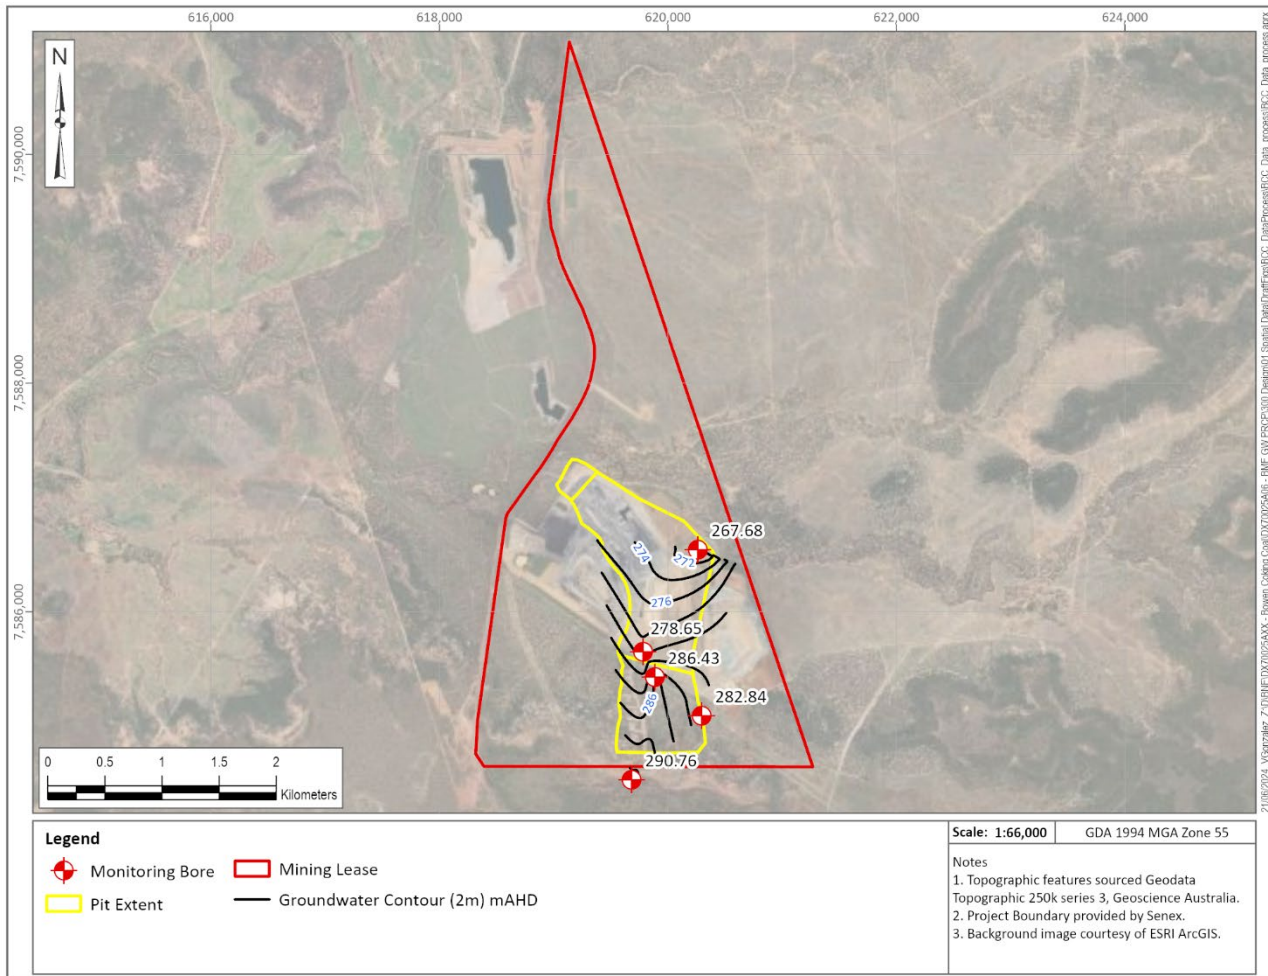 616,000
618,000
620,000
622,000
624,000
7,590,000
7,588,000
7,586,000
N
267.68
274
272
276
278.65
286.43
286
282.84
290.76
0
0.5
1
1.5
2
Kilometers
Legend
Monitoring Bore
Mining Lease
Pit Extent
Groundwater Contour (2m) mAHD
Scale: 1:66,000
GDA 1994 MGA Zone 55
Notes
1. Topographic features sourced Geodata
Topographic 250k series 3, Geoscience Australia.
2. Project Boundary provided by Senex.
3. Background image courtesy of ESRI ArcGIS.